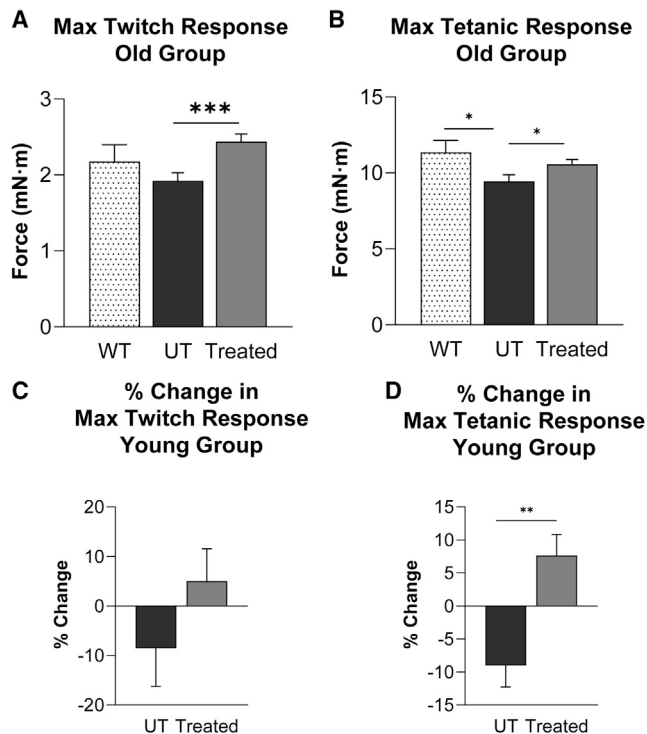 A
Max Twitch Response
Old Group
***
3
2
1
0
Force (mN·m)
WT UT Treated
B
Max Tetanic Response
Old Group
* *
15
10
5
0
Force (mN·m)
WT UT Treated
C
% Change in
Max Twitch Response
Young Group
20
10
0
-10
-20
% Change
UT Treated
D
% Change in
Max Tetanic Response
Young Group
**
15
10
5
0
-5
-10
-15
% Change
UT Treated